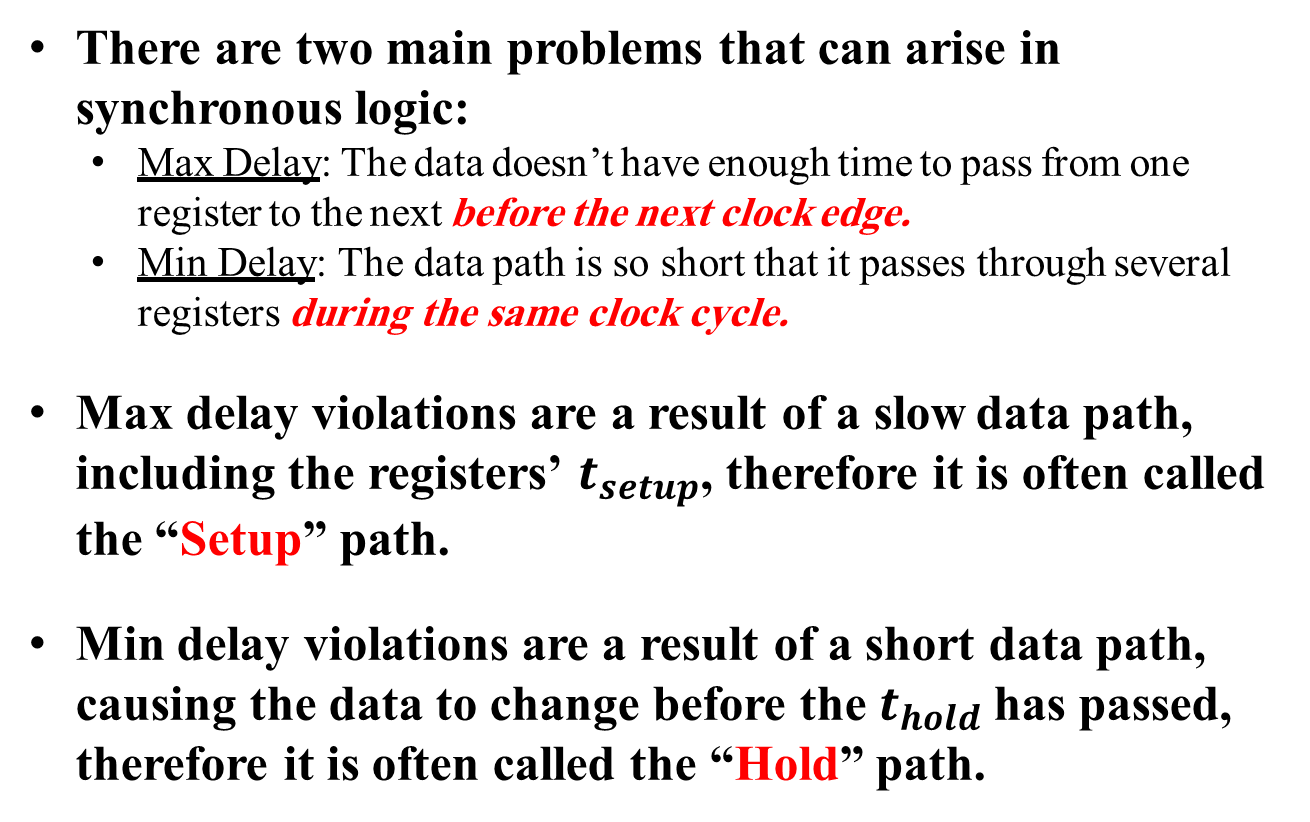 • There are two main problems that can arise in
synchronous logic:
• Max Delay: The data doesn’t have enough time to pass from one
register to the next before the next clock edge.
• Min Delay: The data path is so short that it passes through several
registers during the same clock cycle.
• Max delay violations are a result of a slow data path,
including the registers’ t_setup, therefore it is often called
the “Setup” path.
• Min delay violations are a result of a short data path,
causing the data to change before the t_hold has passed,
therefore it is often called the “Hold” path.